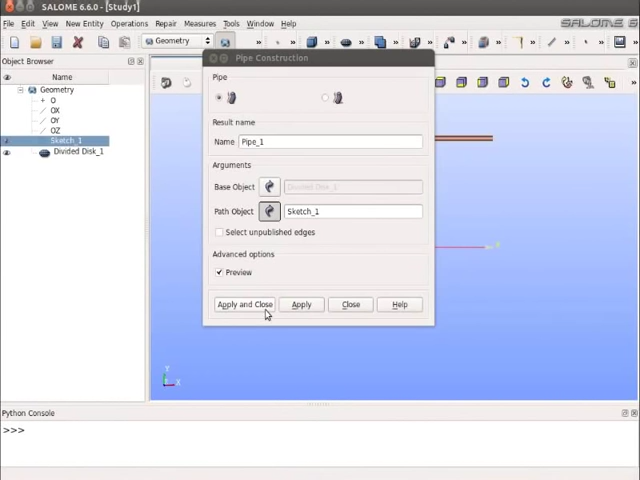 SALOME 6.6.0 - [Study1]
File Edit View New Entity Operations Repair Measures Tools Window Help
SALOME 6
Geometry
Object Browser
Name
Geometry
O
OX
OY
OZ
Sketch_1
Divided Disk_1
Pipe Construction
Pipe
Result name
Name Pipe_1
Arguments
Base Object Divided Disk_1
Path Object Sketch_1
Select unpublished edges
Advanced options
Preview
Apply and Close Apply Close Help
Y
X
Python Console
>>>